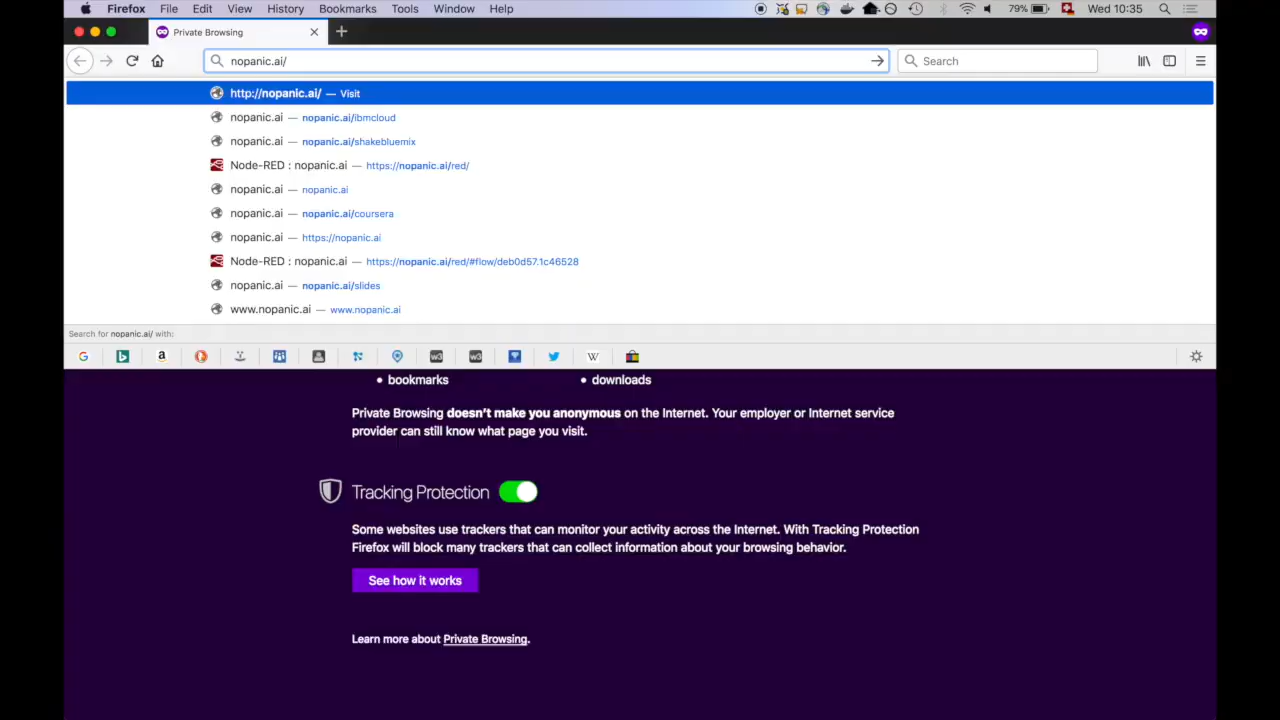 Firefox File Edit View History Bookmarks Tools Window Help 79% Wed 10:35
Private Browsing
nopanic.ai/ Search
http://nopanic.ai/ — Visit
nopanic.ai — nopanic.ai/ibmcloud
nopanic.ai — nopanic.ai/shakebluemix
Node-RED : nopanic.ai — https://nopanic.ai/red/
nopanic.ai — nopanic.ai
nopanic.ai — nopanic.ai/coursera
nopanic.ai — https://nopanic.ai
Node-RED : nopanic.ai — https://nopanic.ai/red/#flow/deb0d57.1c46528
nopanic.ai — nopanic.ai/slides
www.nopanic.ai — www.nopanic.ai
Search for nopanic.ai/ with:
G b a w3 w3 W
• bookmarks • downloads
Private Browsing doesn't make you anonymous on the Internet. Your employer or Internet service
provider can still know what page you visit.
Tracking Protection
Some websites use trackers that can monitor your activity across the Internet. With Tracking Protection
Firefox will block many trackers that can collect information about your browsing behavior.
See how it works
Learn more about Private Browsing.